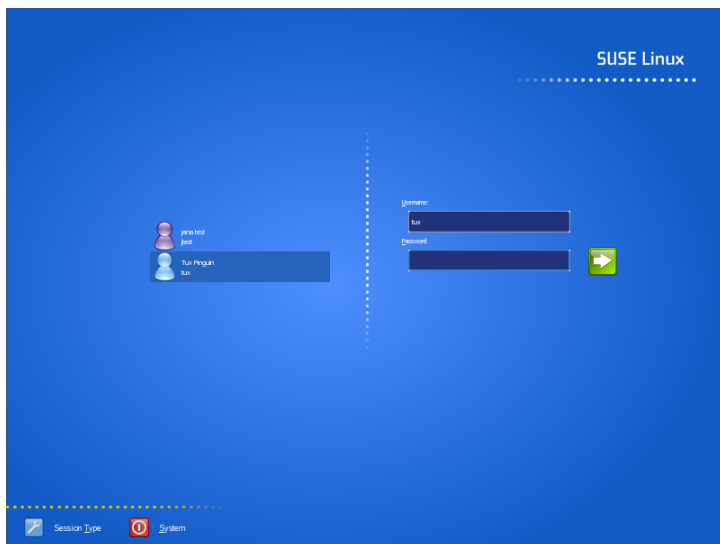 SUSE Linux
jana test
jtest
Tux Pinguin
tux
Username:
tux
Password
Session Type
System